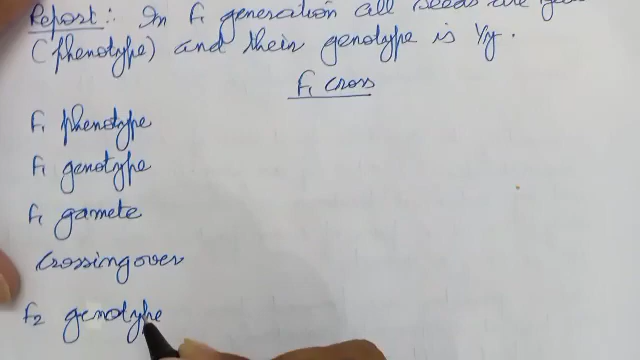 Report:- In F1 generation all seeds are
(phenotype) and their genotype is Yy.
F1 cross
F1 phenotype
F1 genotype
F1 gamete
Crossing over
F2 genotype